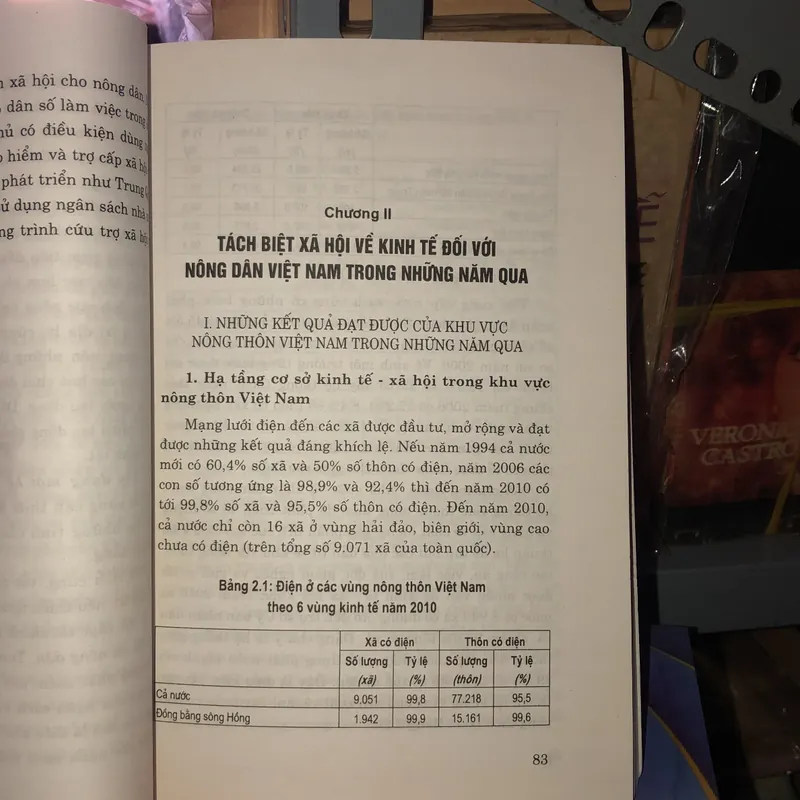 xã hội cho nông dân
dân số làm việc trong
có điều kiện dùng
hiểm và trợ cấp xã
phát triển như Trung
dụng ngân sách nhà
trình cứu trợ xã
Chương II
TÁCH BIỆT XÃ HỘI VỀ KINH TẾ ĐỐI VỚI
NÔNG DÂN VIỆT NAM TRONG NHỮNG NĂM QUA
I. NHỮNG KẾT QUẢ ĐẠT ĐƯỢC CỦA KHU VỰC
NÔNG THÔN VIỆT NAM TRONG NHỮNG NĂM QUA
1. Hạ tầng cơ sở kinh tế - xã hội trong khu vực
nông thôn Việt Nam
Mạng lưới điện đến các xã được đầu tư, mở rộng và đạt
được những kết quả đáng khích lệ. Nếu năm 1994 cả nước
mới có 60,4% số xã và 50% số thôn có điện, năm 2006 các
con số tương ứng là 98,9% và 92,4% thì đến năm 2010 có
tới 99,8% số xã và 95,5% số thôn có điện. Đến năm 2010,
cả nước chỉ còn 16 xã ở vùng hải đảo, biên giới, vùng cao
chưa có điện (trên tổng số 9.071 xã của toàn quốc).
Bảng 2.1: Điện ở các vùng nông thôn Việt Nam
theo 6 vùng kinh tế năm 2010
Xã có điện Thôn có điện
Số lượng Tỷ lệ Số lượng Tỷ lệ
(xã) (%) (thôn) (%)
Cả nước 9.051 99,8 77.218 95,5
Đồng bằng sông Hồng 1.942 99,9 15.161 99,6
83
CASTRO